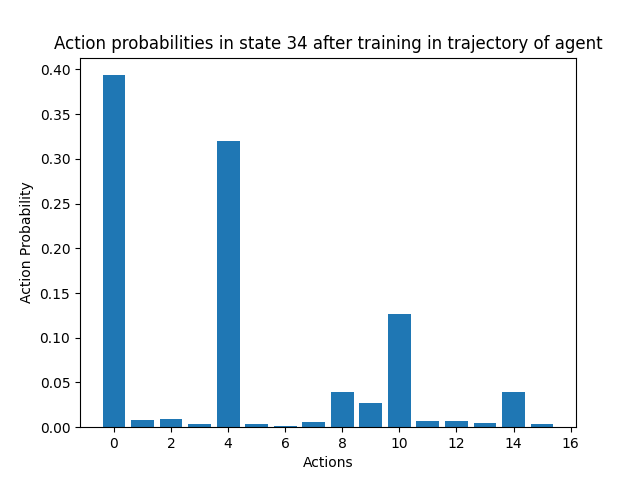 Action probabilities in state 34 after training in trajectory of agent
0.40
0.35
0.30
0.25
0.20
0.15
0.10
0.05
0.00
Action Probability
0 2 4 6 8 10 12 14 16
Actions